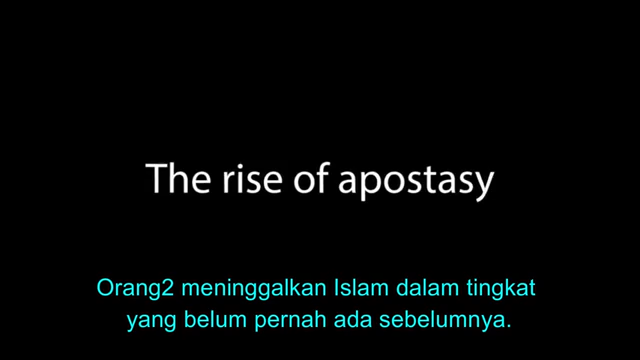 The rise of apostasy
Orang2 meninggalkan Islam dalam tingkat
yang belum pernah ada sebelumnya.